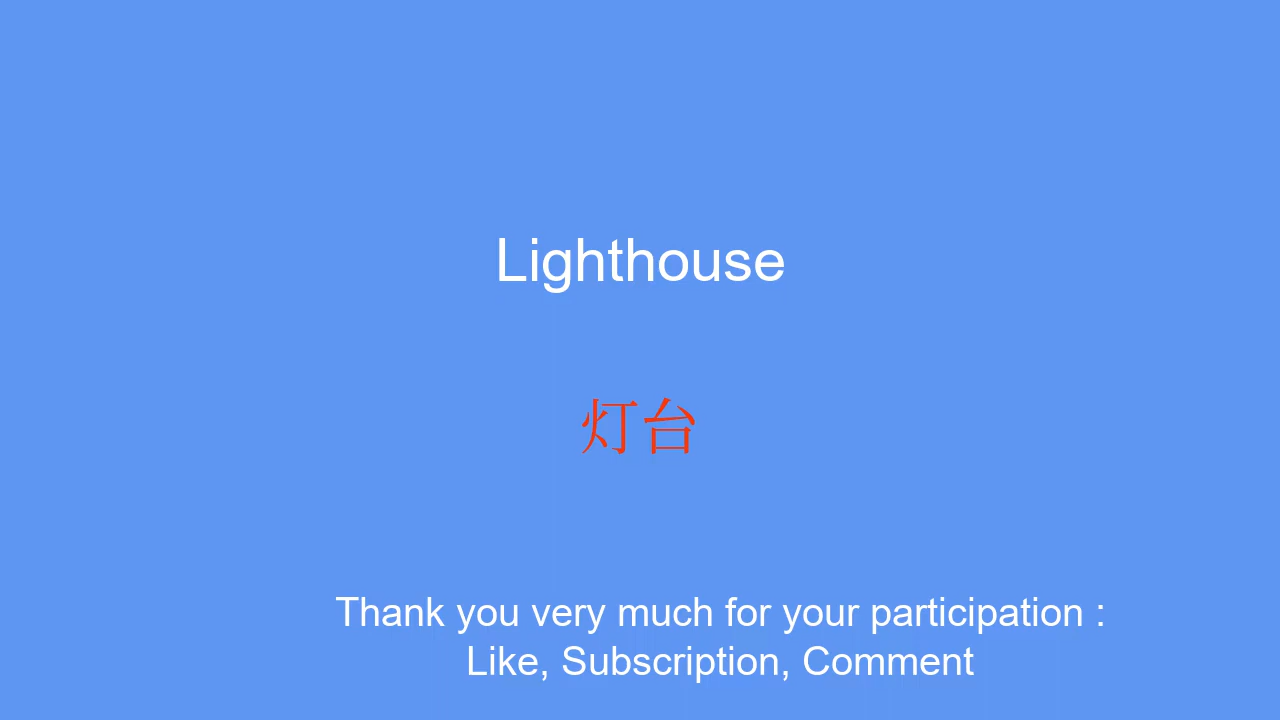 Lighthouse
灯台
Thank you very much for your participation :
Like, Subscription, Comment